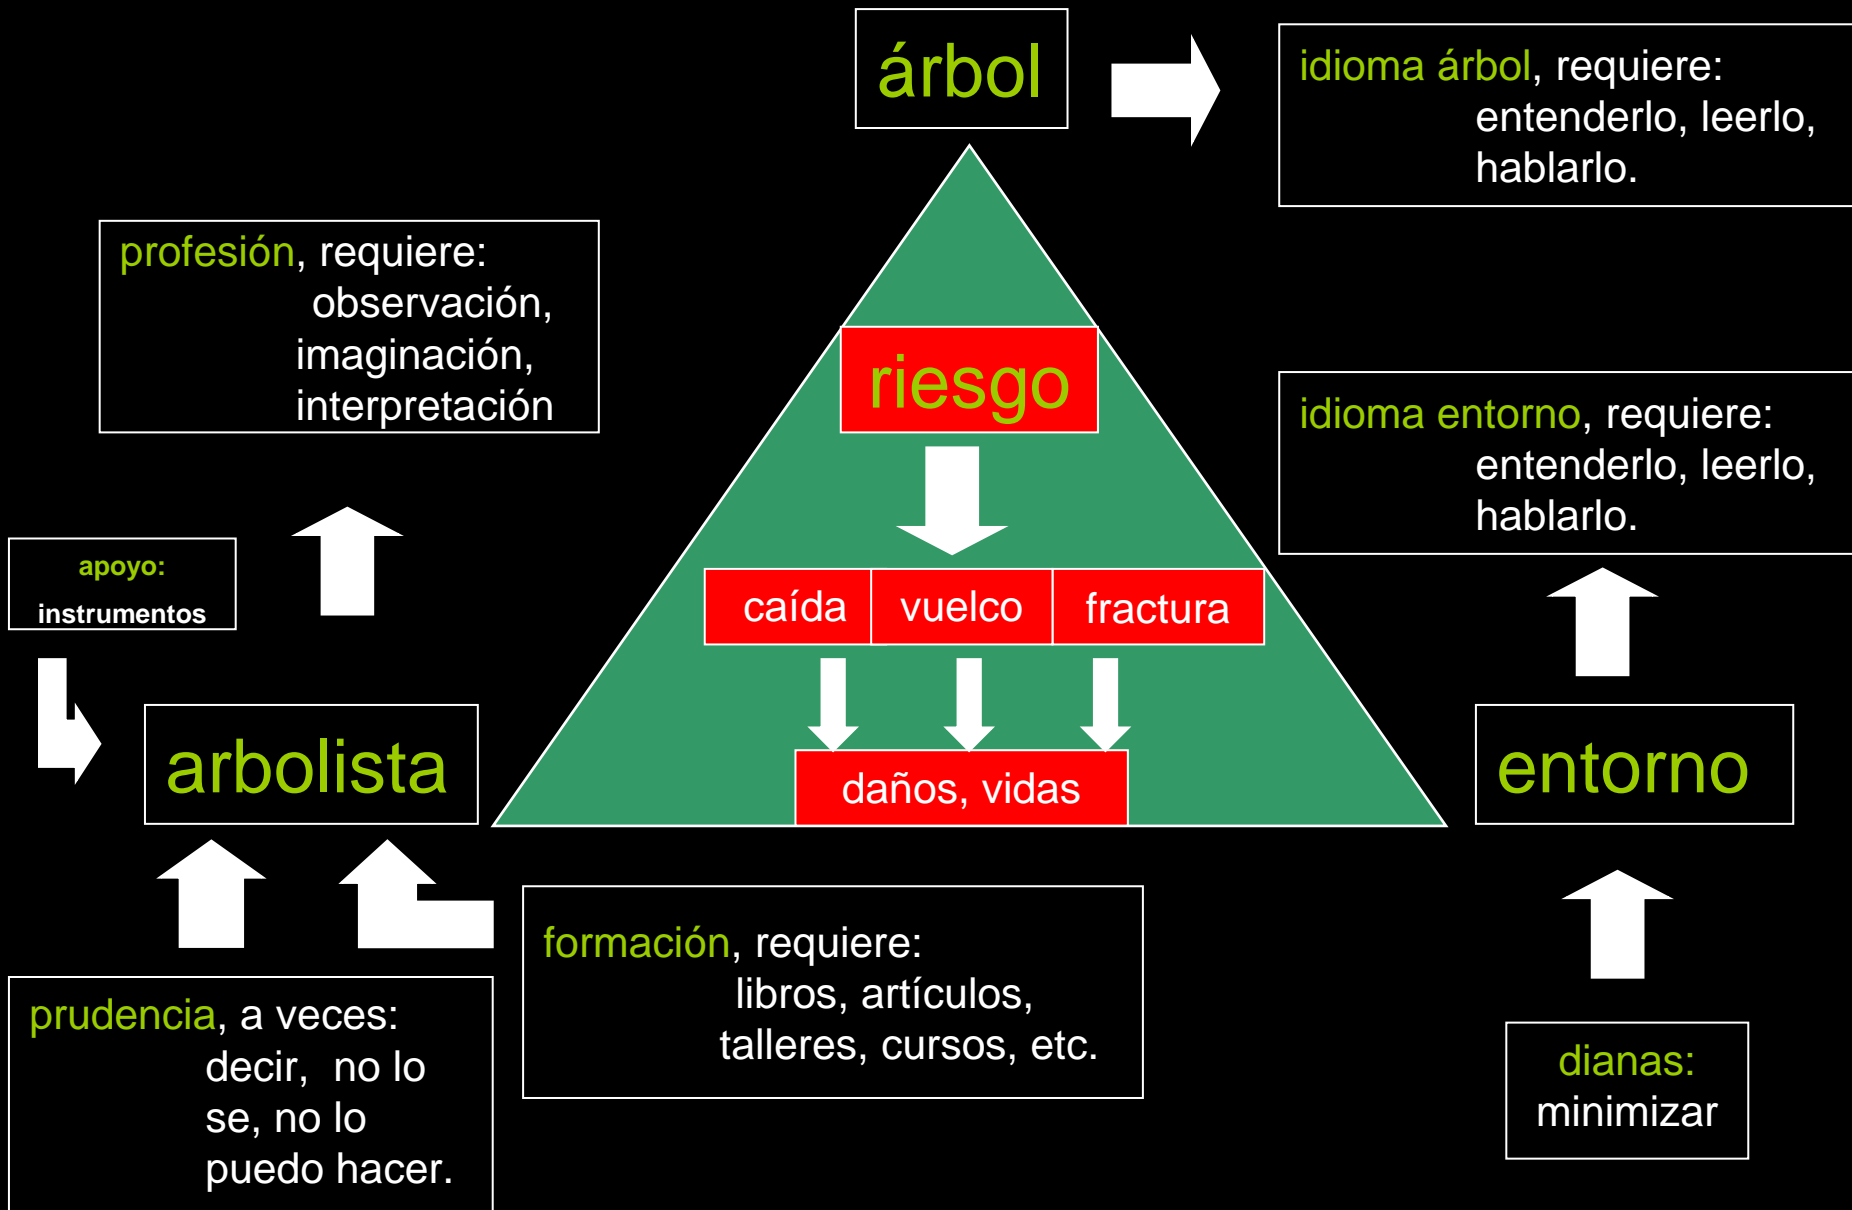 árbol
idioma árbol, requiere:
entenderlo, leerlo,
hablarlo.
profesión, requiere:
observación,
imaginación,
interpretación
riesgo
idioma entorno, requiere:
entenderlo, leerlo,
hablarlo.
apoyo:
instrumentos
caída
vuelco
fractura
arbolista
daños, vidas
entorno
formación, requiere:
libros, artículos,
talleres, cursos, etc.
prudencia, a veces:
decir, no lo
se, no lo
puedo hacer.
dianas:
minimizar